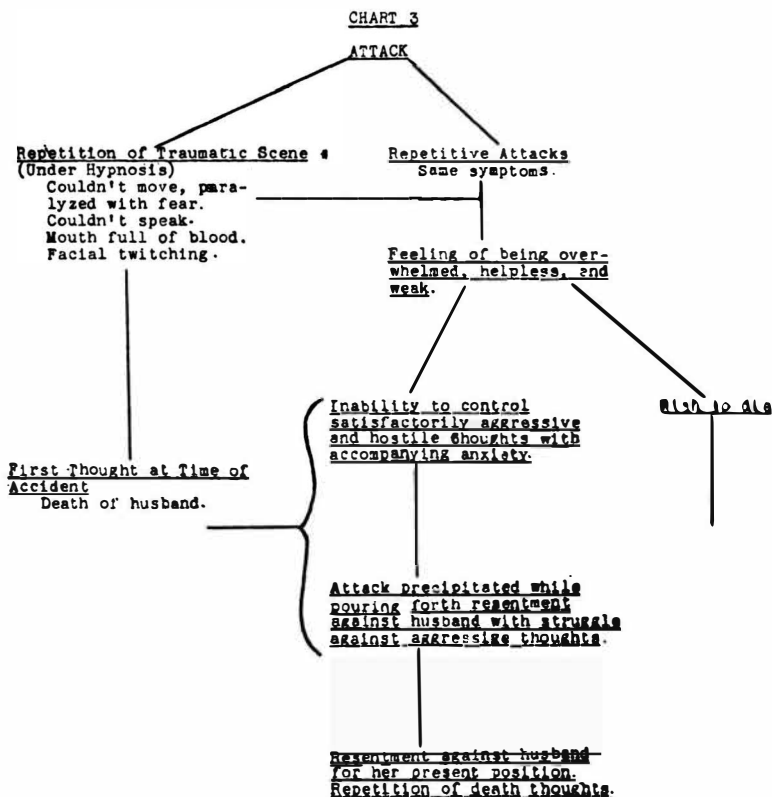 CHART 3
ATTACK
Repetition of Traumatic Scene
(Under Hypnosis)
Couldn't move, para-
lyzed with fear.
Couldn't speak.
Mouth full of blood.
Facial twitching.
Repetitive Attacks
Same symptoms.
Feeling of being over-
whelmed, helpless, and
weak.
Inability to control
satisfactorily aggressive
and hostile thoughts with
accompanying anxiety.
Wish to die
First Thought at Time of
Accident
Death of husband.
Attack precipitated while
pouring forth resentment
against husband with struggle
against aggressize thoughts.
Resentment against husband
for her present position.
Repetition of death thoughts.